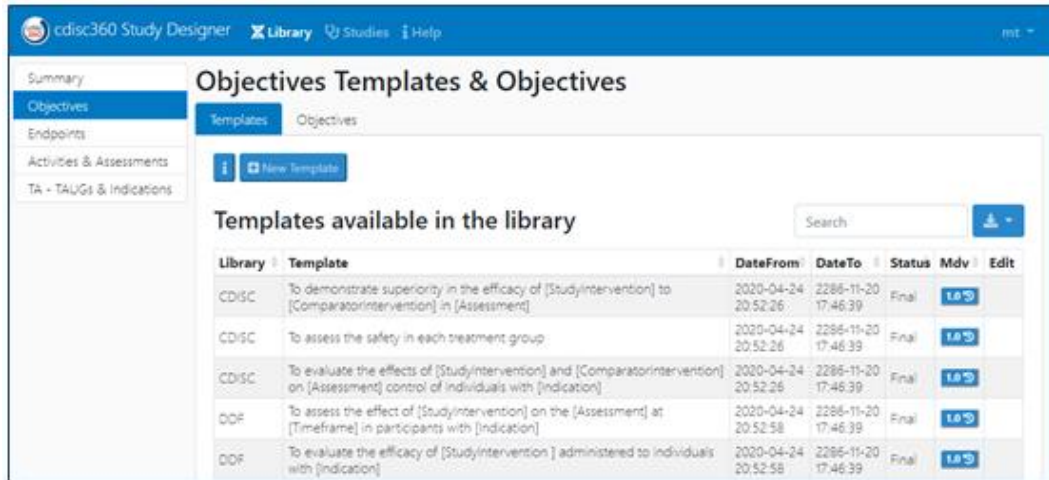 cdisc360 Study Designer Library Studies i Help mt
Summary
Objectives
Endpoints
Activities & Assessments
TA - TAUGs & Indications
Objectives Templates & Objectives
Templates Objectives
i New Template
Templates available in the library Search
Library Template DateFrom DateTo Status Mdv Edit
CDISC To demonstrate superiority in the efficacy of [StudyIntervention] to 2020-04-24 2286-11-20 Final 1.0
[ComparatorIntervention] in [Assessment] 20:52:26 17:46:39
CDISC To assess the safety in each treatment group 2020-04-24 2286-11-20 Final 1.0
20:52:26 17:46:39
CDISC To evaluate the effects of [StudyIntervention] and [ComparatorIntervention] 2020-04-24 2286-11-20 Final 1.0
on [Assessment] control of individuals with [Indication] 20:52:26 17:46:39
DDF To assess the effect of [StudyIntervention] on the [Assessment] at 2020-04-24 2286-11-20 Final 1.0
[Timeframe] in participants with [Indication] 20:52:58 17:46:39
DDF To evaluate the efficacy of [StudyIntervention ] administered to individuals 2020-04-24 2286-11-20 Final 1.0
with [Indication] 20:52:58 17:46:39